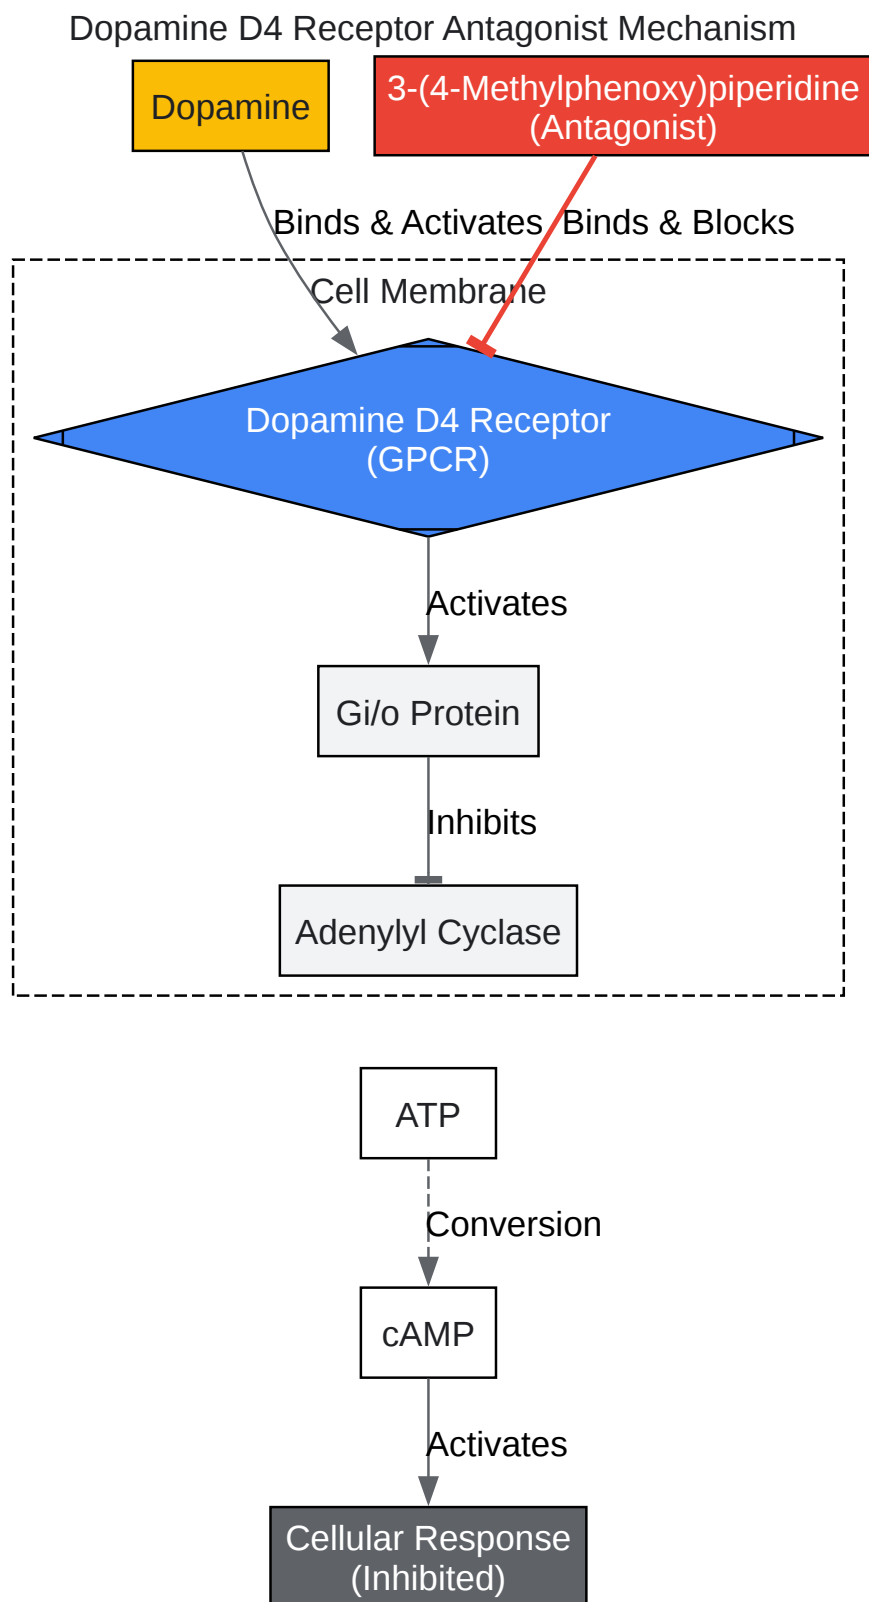 Dopamine D4 Receptor Antagonist Mechanism
Dopamine
3-(4-Methylphenoxy)piperidine
(Antagonist)
Binds & Activates
Binds & Blocks
Cell Membrane
Dopamine D4 Receptor
(GPCR)
Activates
Gi/o Protein
Inhibits
Adenylyl Cyclase
ATP
Conversion
cAMP
Activates
Cellular Response
(Inhibited)